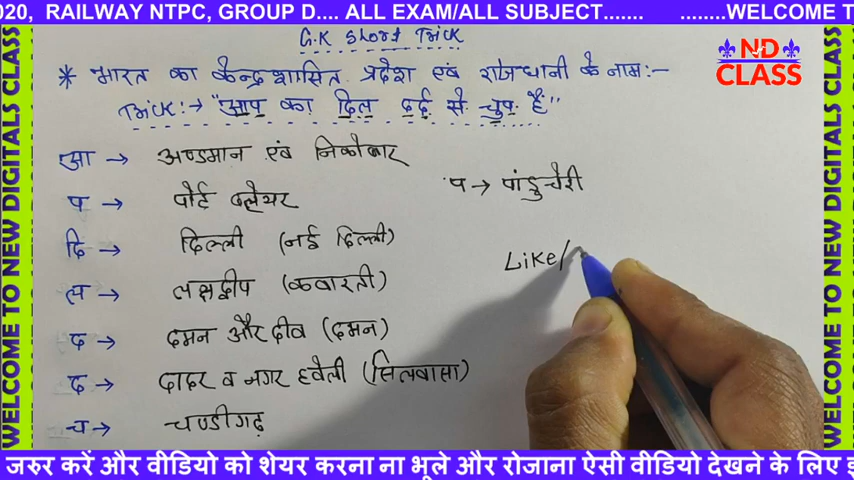 2020, RAILWAY NTPC, GROUP D.... ALL EXAM/ALL SUBJECT....... .........WELCOME T
G.K Short Trick
* भारत का केन्द्रशासित प्रदेश एवं राजधानी के नाम:-
Trick:→ "आप का दिल दर्द से चुप है"
ND
CLASS
आ → अण्डमान एवं निकोबार
प → पोर्ट ब्लेयर
प → पांडुचेरी
दि → दिल्ली (नई दिल्ली)
ल → लक्षद्वीप (कवारती)
Like/
द → दमन और दीव (दमन)
द → दादर व नगर हवेली (सिलवासा)
च → चण्डीगढ़
WELCOME TO NEW DIGITALS CLASS
WELCOME TO NEW DIGITALS CLASS
जरुर करें और वीडियो को शेयर करना ना भूले और रोजाना ऐसी वीडियो देखने के लिए